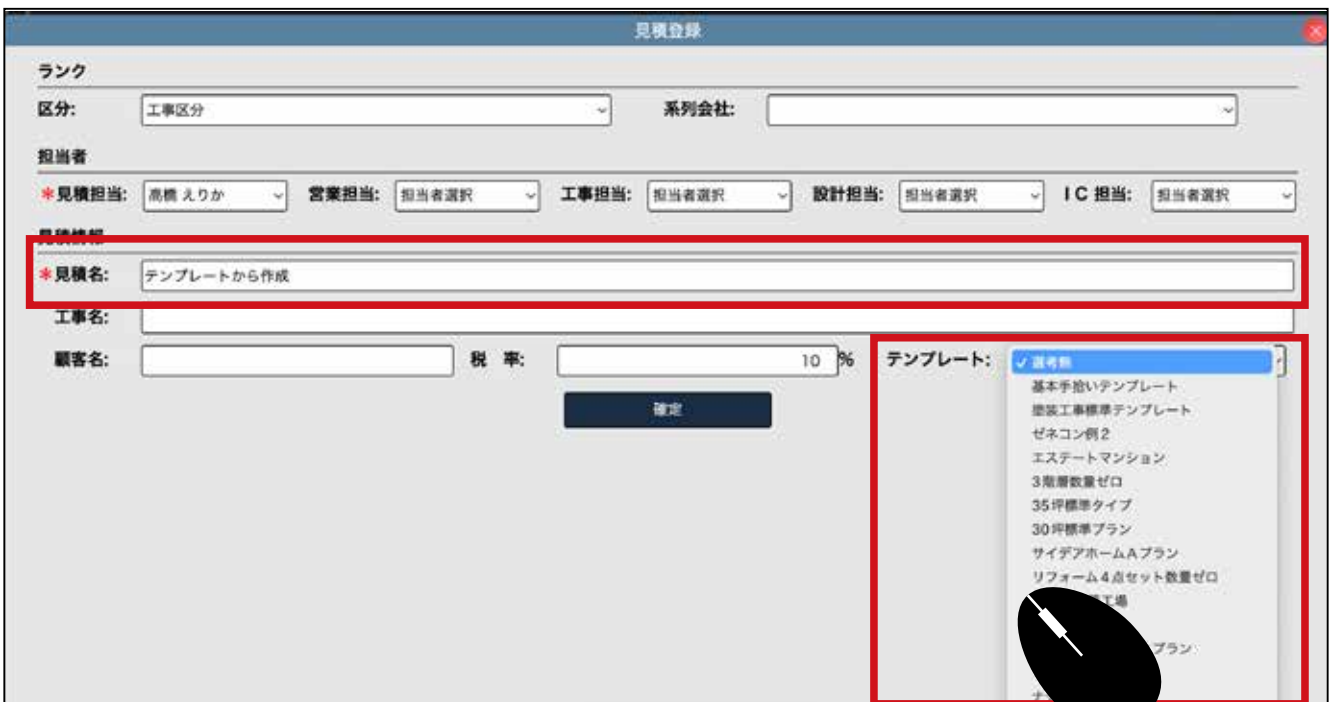 見積登録
ランク
区分: 工事区分 系列会社:
担当者
*見積担当: 高橋 えりか 営業担当: 担当者選択 工事担当: 担当者選択 設計担当: 担当者選択 IC 担当: 担当者選択
見積情報
*見積名: テンプレートから作成
工事名:
顧客名: 税 率: 10 % テンプレート: ✓
確定
基本手拾いテンプレート
塗装工事標準テンプレート
ゼネコン例2
エステートマンション
3階層数量ゼロ
35坪標準タイプ
30坪標準プラン
サイデアホームAプラン
リフォーム4点セット数量ゼロ
工場
プラン